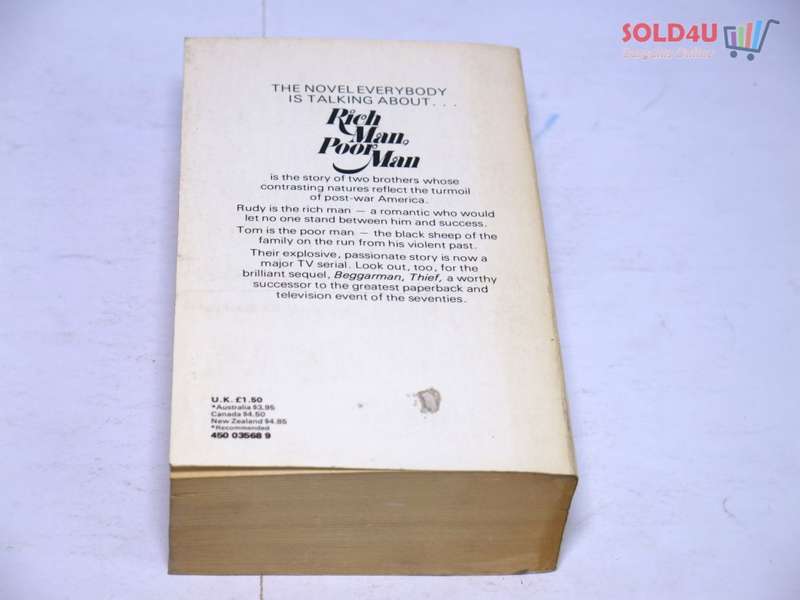 SOLD4U
Bargains Online
THE NOVEL EVERYBODY
IS TALKING ABOUT...
Rich
Man,
Poor
Man
is the story of two brothers whose
contrasting natures reflect the turmoil
of post-war America.
Rudy is the rich man — a romantic who would
let no one stand between him and success.
Tom is the poor man — the black sheep of the
family on the run from his violent past.
Their explosive, passionate story is now a
major TV serial. Look out, too, for the
brilliant sequel, Beggarman, Thief, a worthy
successor to the greatest paperback and
television event of the seventies.
U.K. £1.50
*Australia $3.95
Canada $4.50
New Zealand $4.85
*Recommended
450 03568 9